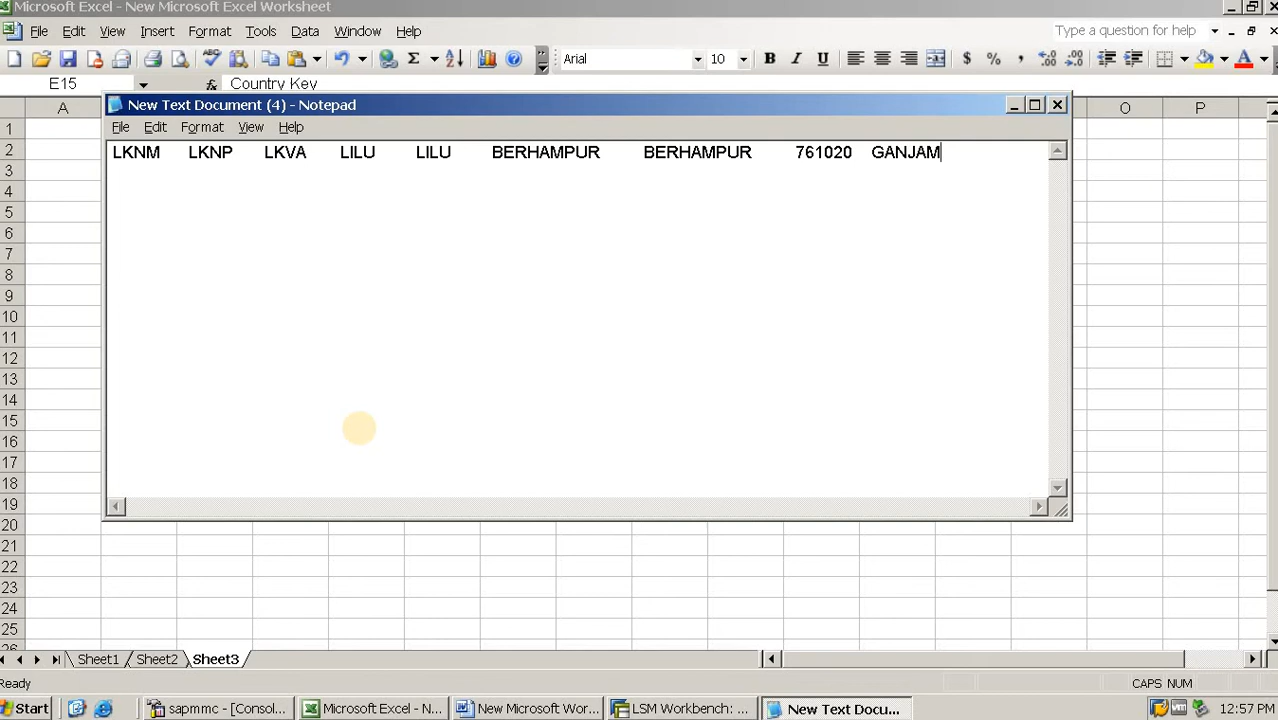 Microsoft Excel - New Microsoft Excel Worksheet
File Edit View Insert Format Tools Data Window Help Type a question for help
Arial 10 B I U $ % ,
E15 fx Country Key
A O P
New Text Document (4) - Notepad
File Edit Format View Help
LKNM LKNP LKVA LILU LILU BERHAMPUR BERHAMPUR 761020 GANJAM
1
2
3
4
5
6
7
8
9
10
11
12
13
14
15
16
17
18
19
20
21
22
23
24
25
26
Sheet1 Sheet2 Sheet3
Ready CAPS NUM
Start sapmmc - [Consol... Microsoft Excel - N... New Microsoft Wor... LSM Workbench: ... New Text Docu... 12:57 PM